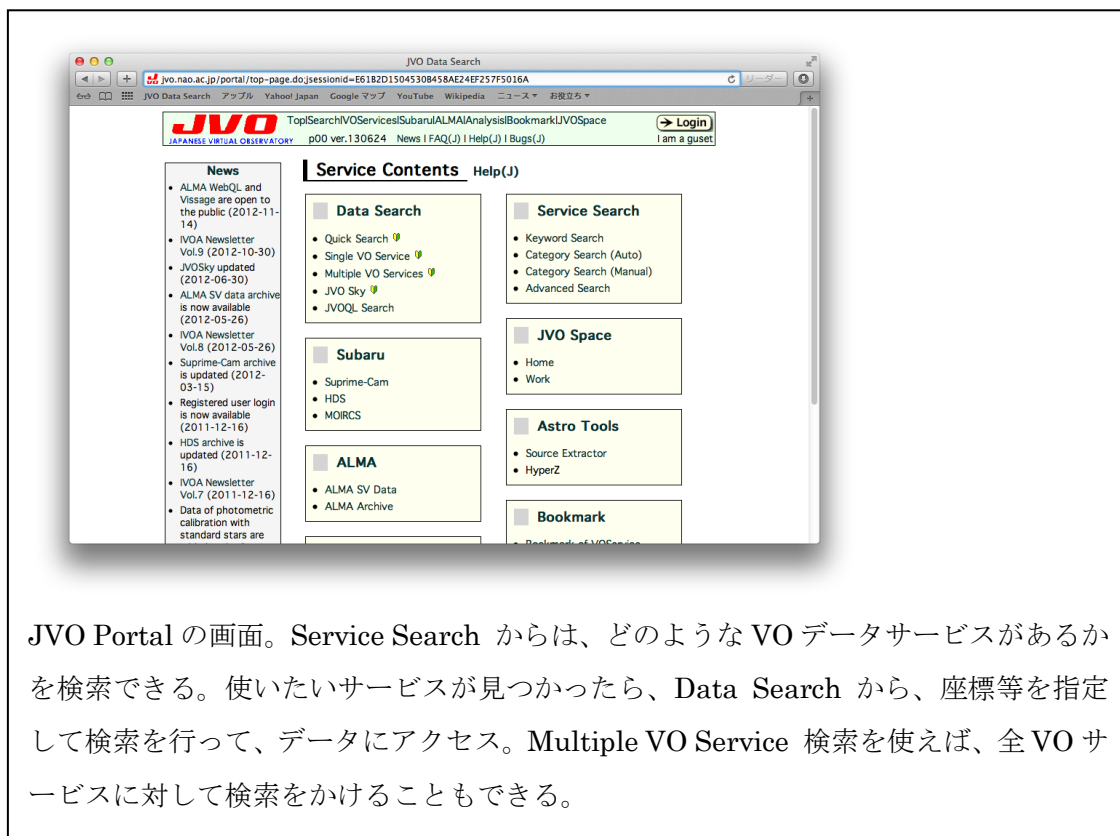 JVO Data Search
jvo.nao.ac.jp/portal/top-page.do;jsessionid=E61B2D1504530B458AE24EF257F5016A
リーダー
JVO Data Search アップル Yahoo! Japan Google マップ YouTube Wikipedia ニュース お役立ち
JVO
JAPANESE VIRTUAL OBSERVATORY
Top|Search|VOServices|Subaru|ALMA|Analysis|Bookmark|JVOSpace
p00 ver.130624 News | FAQ(J) | Help(J) | Bugs(J)
Login
I am a guset
News
• ALMA WebQL and
Vissage are open to
the public (2012-11-
14)
• IVOA Newsletter
Vol.9 (2012-10-30)
• JVOSky updated
(2012-06-30)
• ALMA SV data archive
is now available
(2012-05-26)
• IVOA Newsletter
Vol.8 (2012-05-26)
• Suprime-Cam archive
is updated (2012-
03-15)
• Registered user login
is now available
(2011-12-16)
• HDS archive is
updated (2011-12-
16)
• IVOA Newsletter
Vol.7 (2011-12-16)
• Data of photometric
calibration with
standard stars are
Service Contents Help(J)
Data Search
• Quick Search
• Single VO Service
• Multiple VO Services
• JVO Sky
• JVOQL Search
Subaru
• Suprime-Cam
• HDS
• MOIRCS
ALMA
• ALMA SV Data
• ALMA Archive
Service Search
• Keyword Search
• Category Search (Auto)
• Category Search (Manual)
• Advanced Search
JVO Space
• Home
• Work
Astro Tools
• Source Extractor
• HyperZ
Bookmark
• Bookmark of VOService
JVO Portal の画面。Service Search からは、どのような VO データサービスがあるか
を検索できる。使いたいサービスが見つかったら、Data Search から、座標等を指定
して検索を行って、データにアクセス。Multiple VO Service 検索を使えば、全 VO サ
ービスに対して検索をかけることもできる。